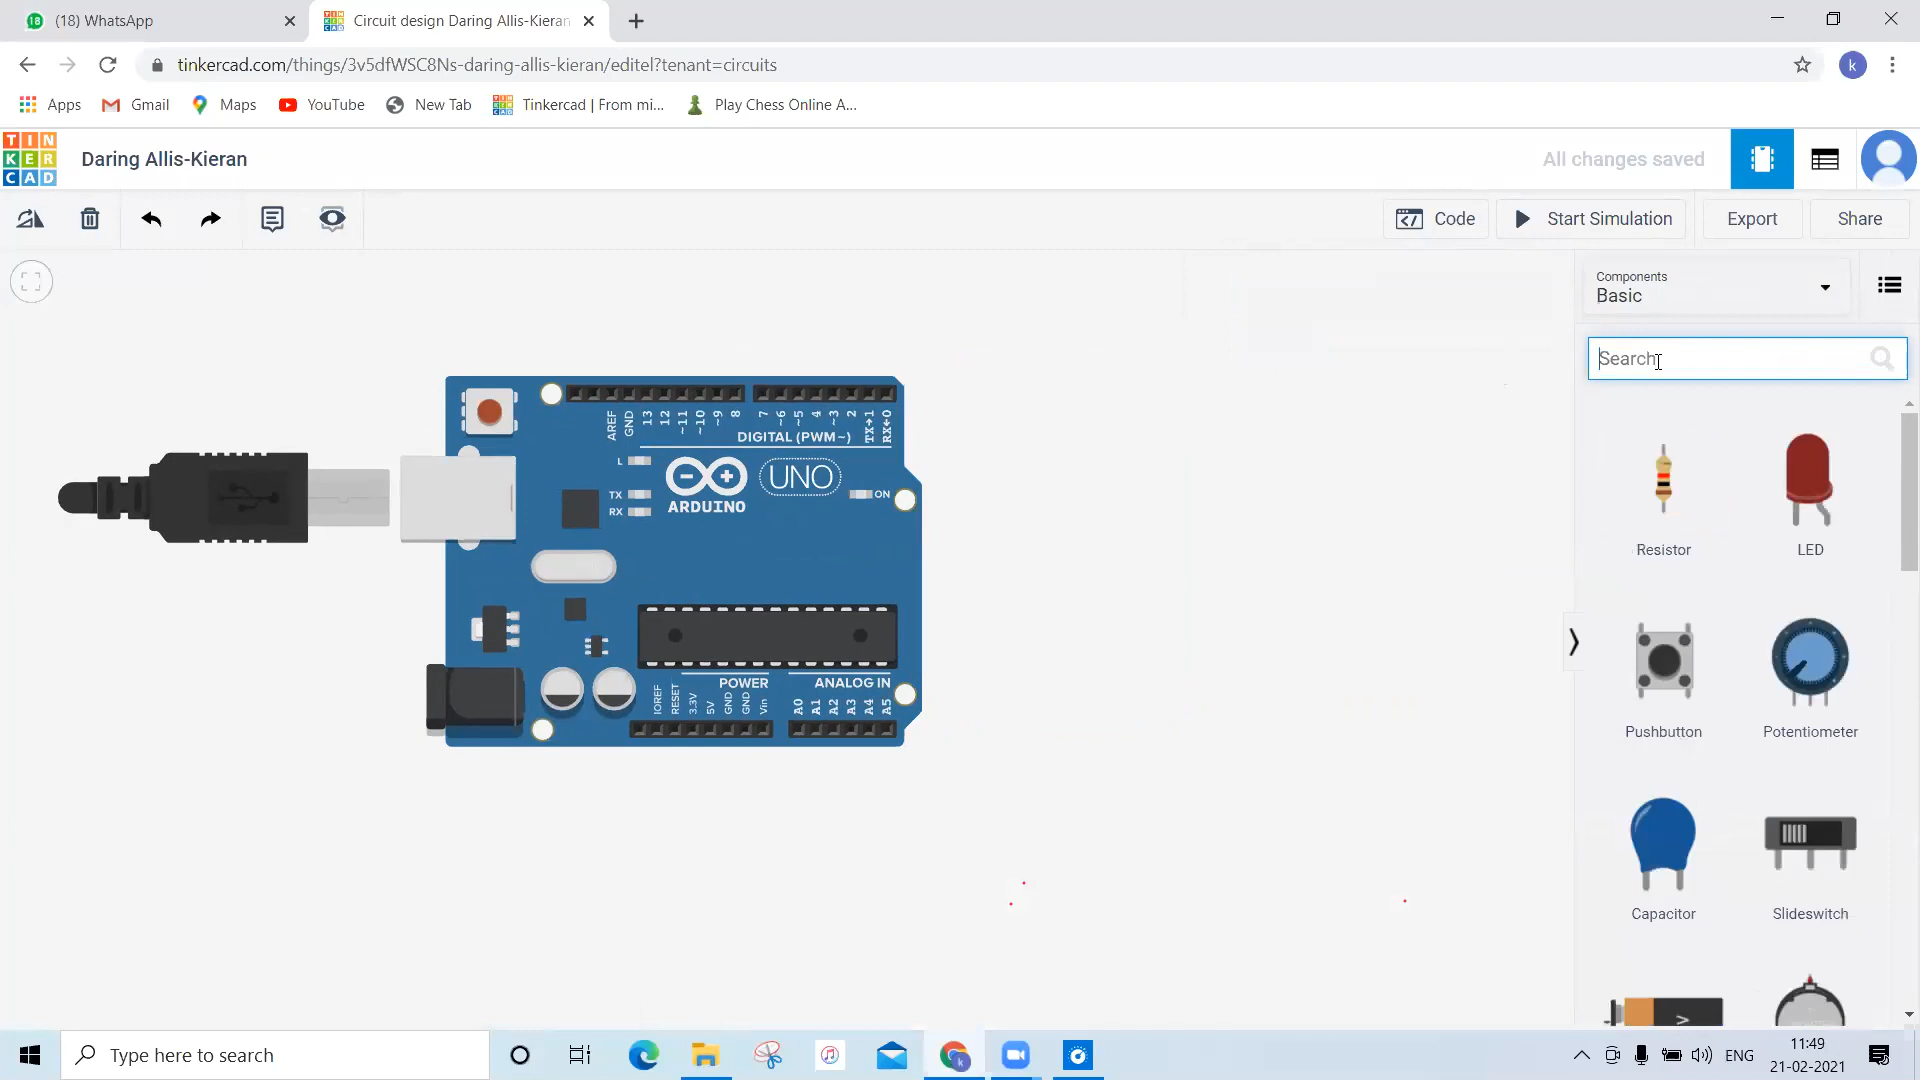 18
(18) WhatsApp
Circuit design Daring Allis-Kieran
tinkercad.com/things/3v5dfWSC8Ns-daring-allis-kieran/editel?tenant=circuits
k
Apps
Gmail
Maps
YouTube
New Tab
Tinkercad | From mi...
Play Chess Online A...
TIN
KER
CAD
Daring Allis-Kieran
All changes saved
Code
Start Simulation
Export
Share
Components
Basic
Search
AREF
GND
13
12
~11
~10
~9
8
7
~6
~5
4
~3
2
TX→1
RX←0
DIGITAL (PWM~)
L
TX
RX
UNO
ARDUINO
ON
POWER
ANALOG IN
IOREF
RESET
3.3V
5V
GND
GND
Vin
A0
A1
A2
A3
A4
A5
Resistor
LED
Pushbutton
Potentiometer
Capacitor
Slideswitch
Type here to search
k
ENG
11:49
21-02-2021